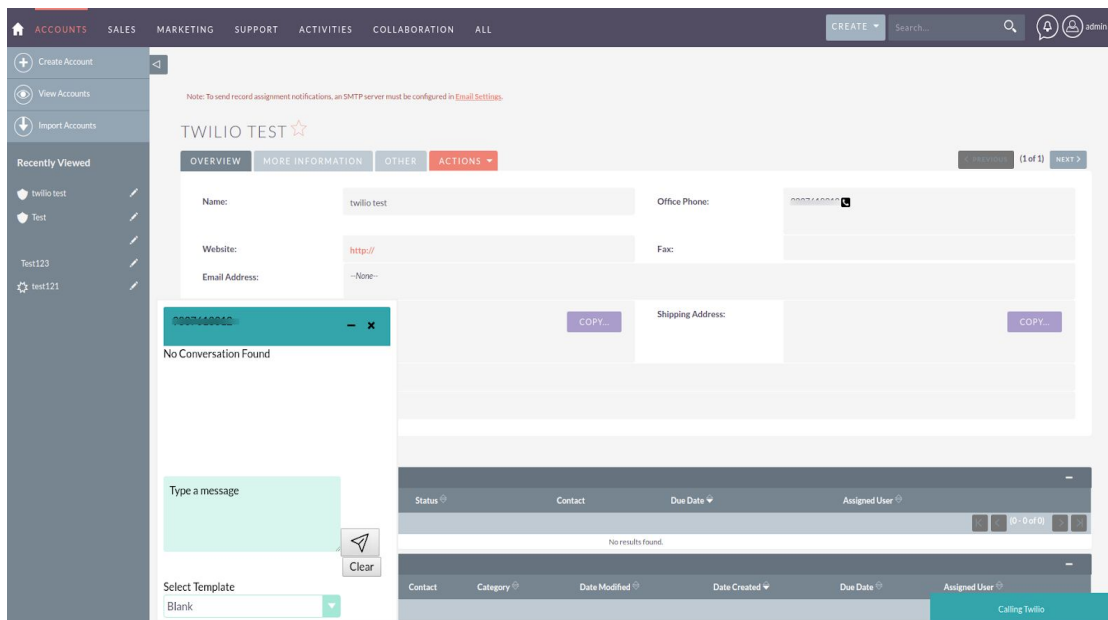 ACCOUNTS SALES MARKETING SUPPORT ACTIVITIES COLLABORATION ALL CREATE Search... admin
Create Account
View Accounts
Import Accounts
Recently Viewed
twilio test
Test
Test123
test121
Note: To send record assignment notifications, an SMTP server must be configured in Email Settings.
TWILIO TEST
OVERVIEW MORE INFORMATION OTHER ACTIONS < PREVIOUS (1 of 1) NEXT >
Name: twilio test Office Phone:
Website: http:// Fax:
Email Address: --None--
COPY... Shipping Address: COPY...
No Conversation Found
Type a message
Clear
Select Template
Blank
Status Contact Due Date Assigned User
(0 - 0 of 0)
No results found.
Contact Category Date Modified Date Created Due Date Assigned User
Calling Twilio